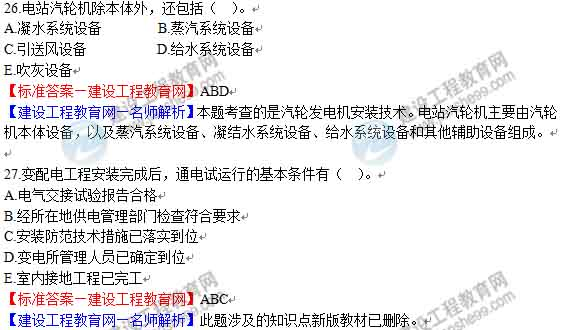 26.电站汽轮机除本体外，还包括（ ）。
A.凝水系统设备 B.蒸汽系统设备
C.引送风设备 D.给水系统设备
E.吹灰设备
【标准答案—建设工程教育网】ABD
【建设工程教育网—名师解析】本题考查的是汽轮发电机安装技术。电站汽轮机主要由汽轮
机本体设备，以及蒸汽系统设备、凝结水系统设备、给水系统设备和其他辅助设备组成。
27.变配电工程安装完成后，通电试运行的基本条件有（ ）。
A.电气交接试验报告合格
B.经所在地供电管理部门检查符合要求
C.安装防范技术措施已落实到位
D.变电所管理人员已确定到位
E.室内接地工程已完工
【标准答案—建设工程教育网】ABC
【建设工程教育网—名师解析】此题涉及的知识点新版教材已删除。